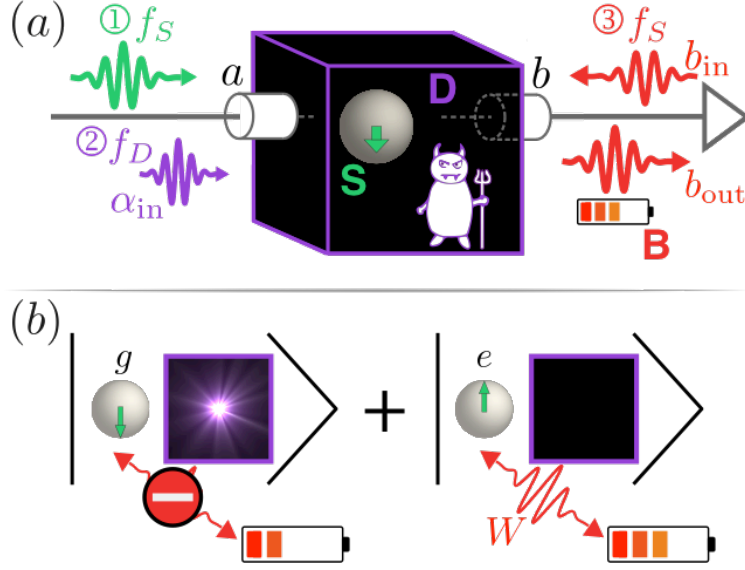 (a)
① f_S
③ f_S
a
D
b
b_in
② f_D
S
α_in
b_out
B
(b)
g
e
+
W